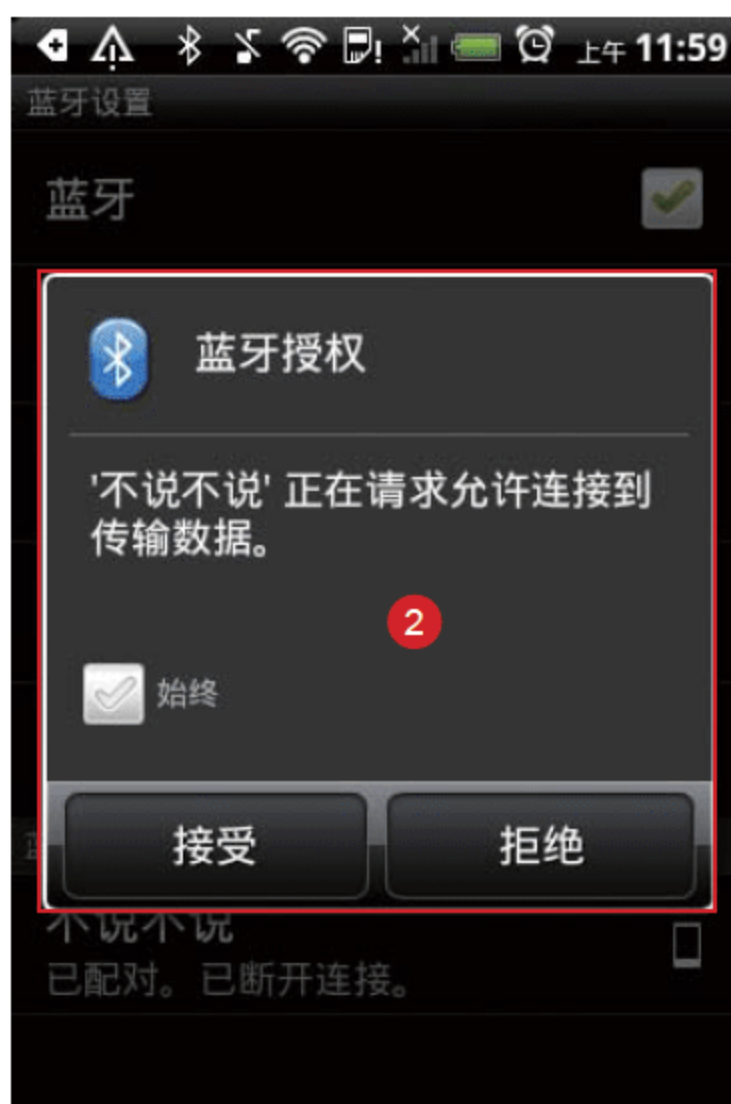 上午 11:59
蓝牙设置
蓝牙
蓝牙授权
'不说不说' 正在请求允许连接到
传输数据。
2
始终
接受
拒绝
不说不说
已配对。已断开连接。